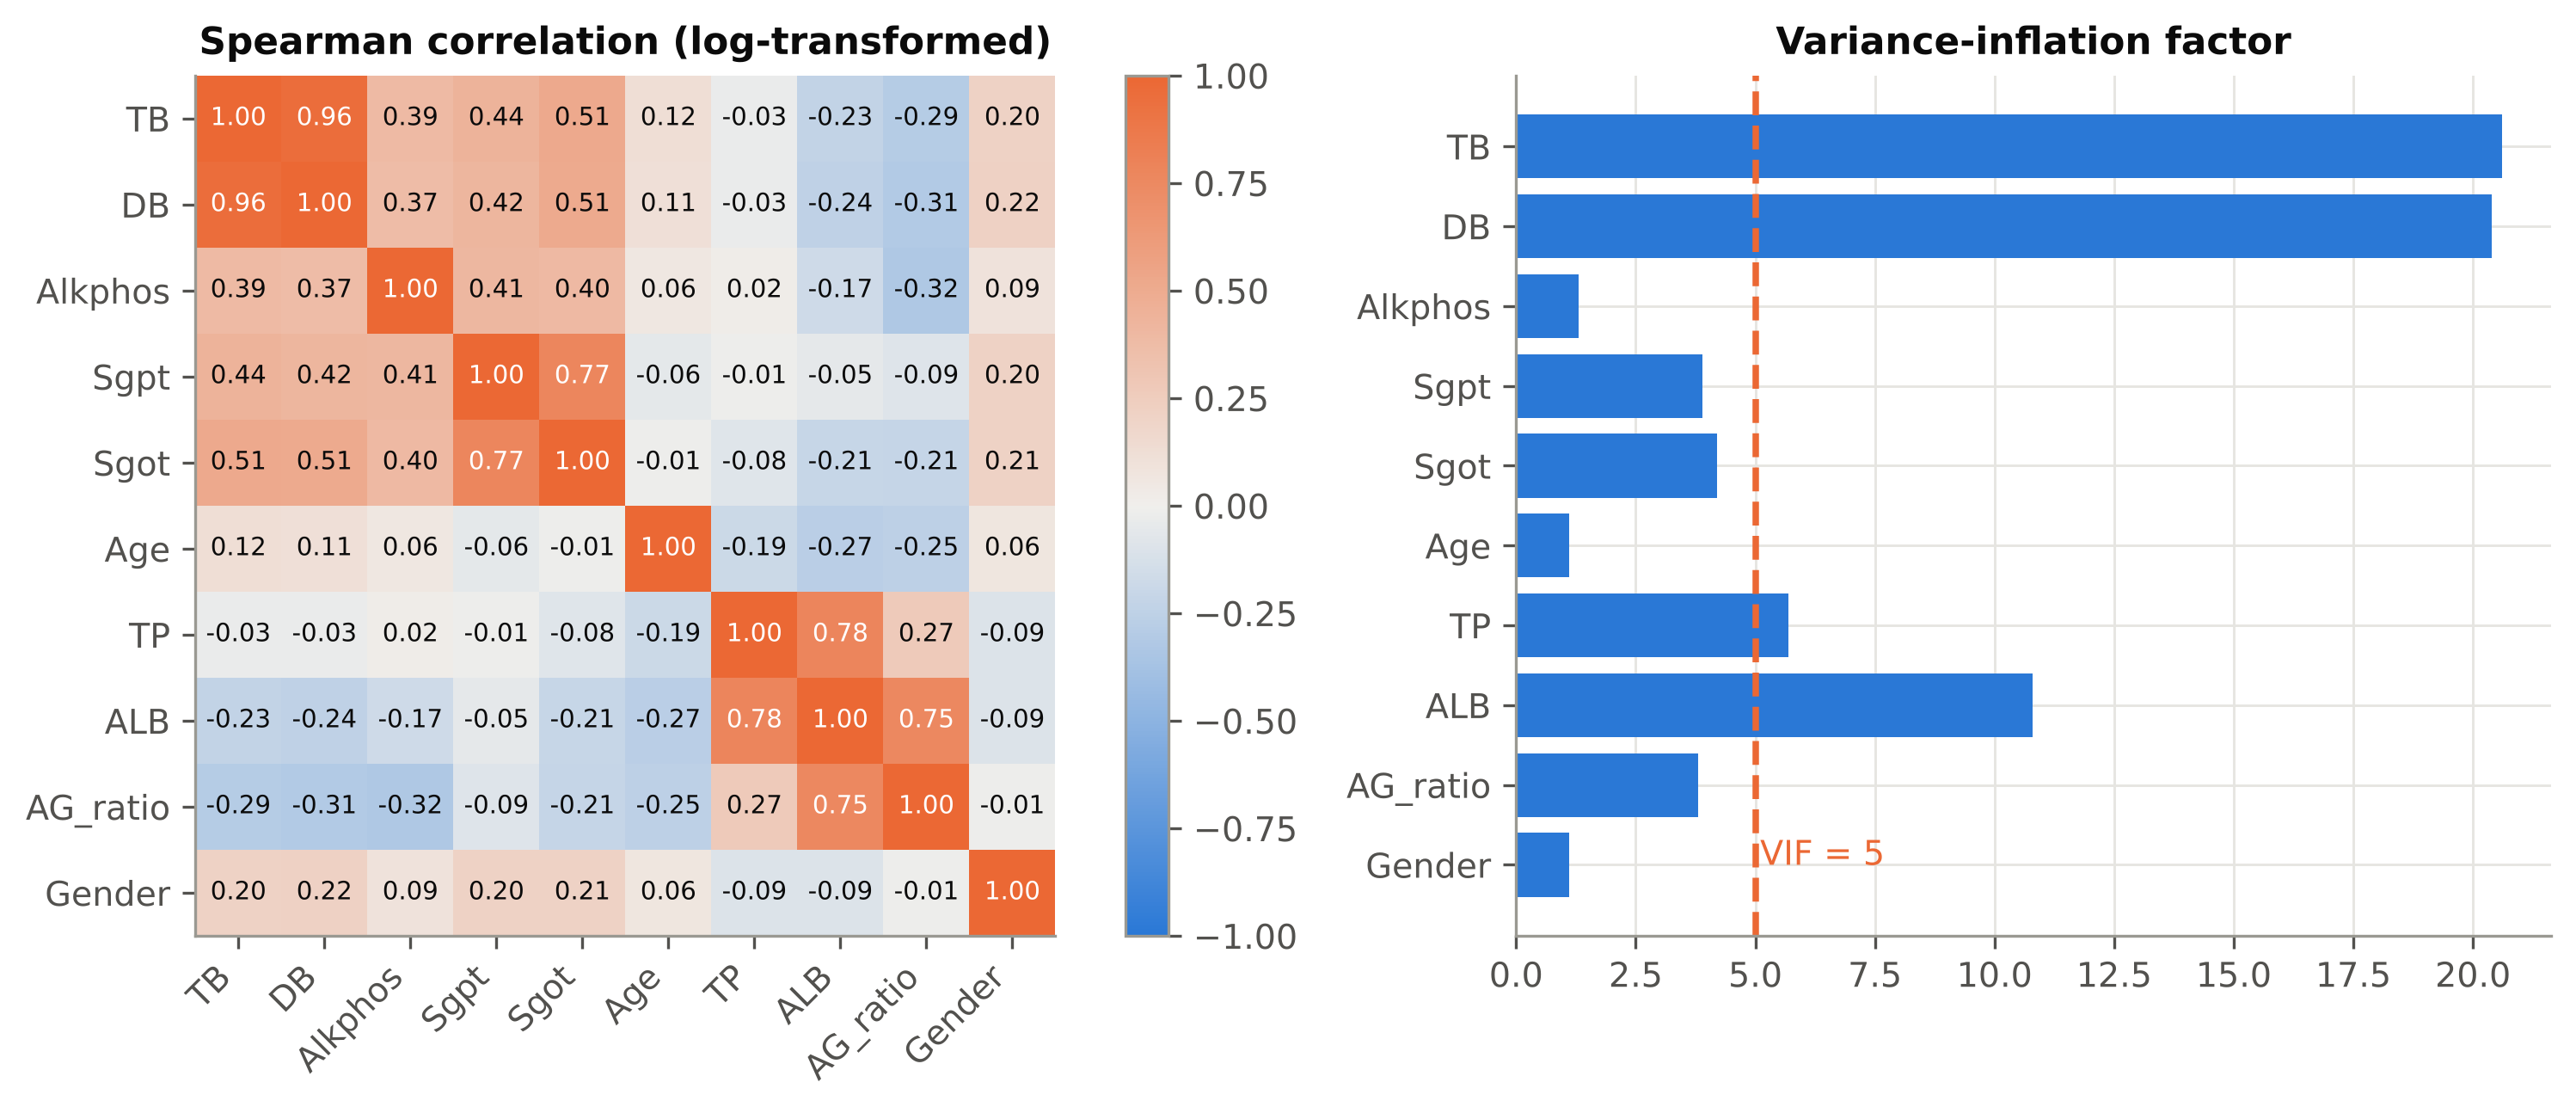 Spearman correlation (log-transformed)
TB 1.00 0.96 0.39 0.44 0.51 0.12 -0.03 -0.23 -0.29 0.20
DB 0.96 1.00 0.37 0.42 0.51 0.11 -0.03 -0.24 -0.31 0.22
Alkphos 0.39 0.37 1.00 0.41 0.40 0.06 0.02 -0.17 -0.32 0.09
Sgpt 0.44 0.42 0.41 1.00 0.77 -0.06 -0.01 -0.05 -0.09 0.20
Sgot 0.51 0.51 0.40 0.77 1.00 -0.01 -0.08 -0.21 -0.21 0.21
Age 0.12 0.11 0.06 -0.06 -0.01 1.00 -0.19 -0.27 -0.25 0.06
TP -0.03 -0.03 0.02 -0.01 -0.08 -0.19 1.00 0.78 0.27 -0.09
ALB -0.23 -0.24 -0.17 -0.05 -0.21 -0.27 0.78 1.00 0.75 -0.09
AG_ratio -0.29 -0.31 -0.32 -0.09 -0.21 -0.25 0.27 0.75 1.00 -0.01
Gender 0.20 0.22 0.09 0.20 0.21 0.06 -0.09 -0.09 -0.01 1.00
TB DB Alkphos Sgpt Sgot Age TP ALB AG_ratio Gender
1.00
0.75
0.50
0.25
0.00
−0.25
−0.50
−0.75
−1.00
Variance-inflation factor
TB
DB
Alkphos
Sgpt
Sgot
Age
TP
ALB
AG_ratio
Gender
VIF = 5
0.0 2.5 5.0 7.5 10.0 12.5 15.0 17.5 20.0